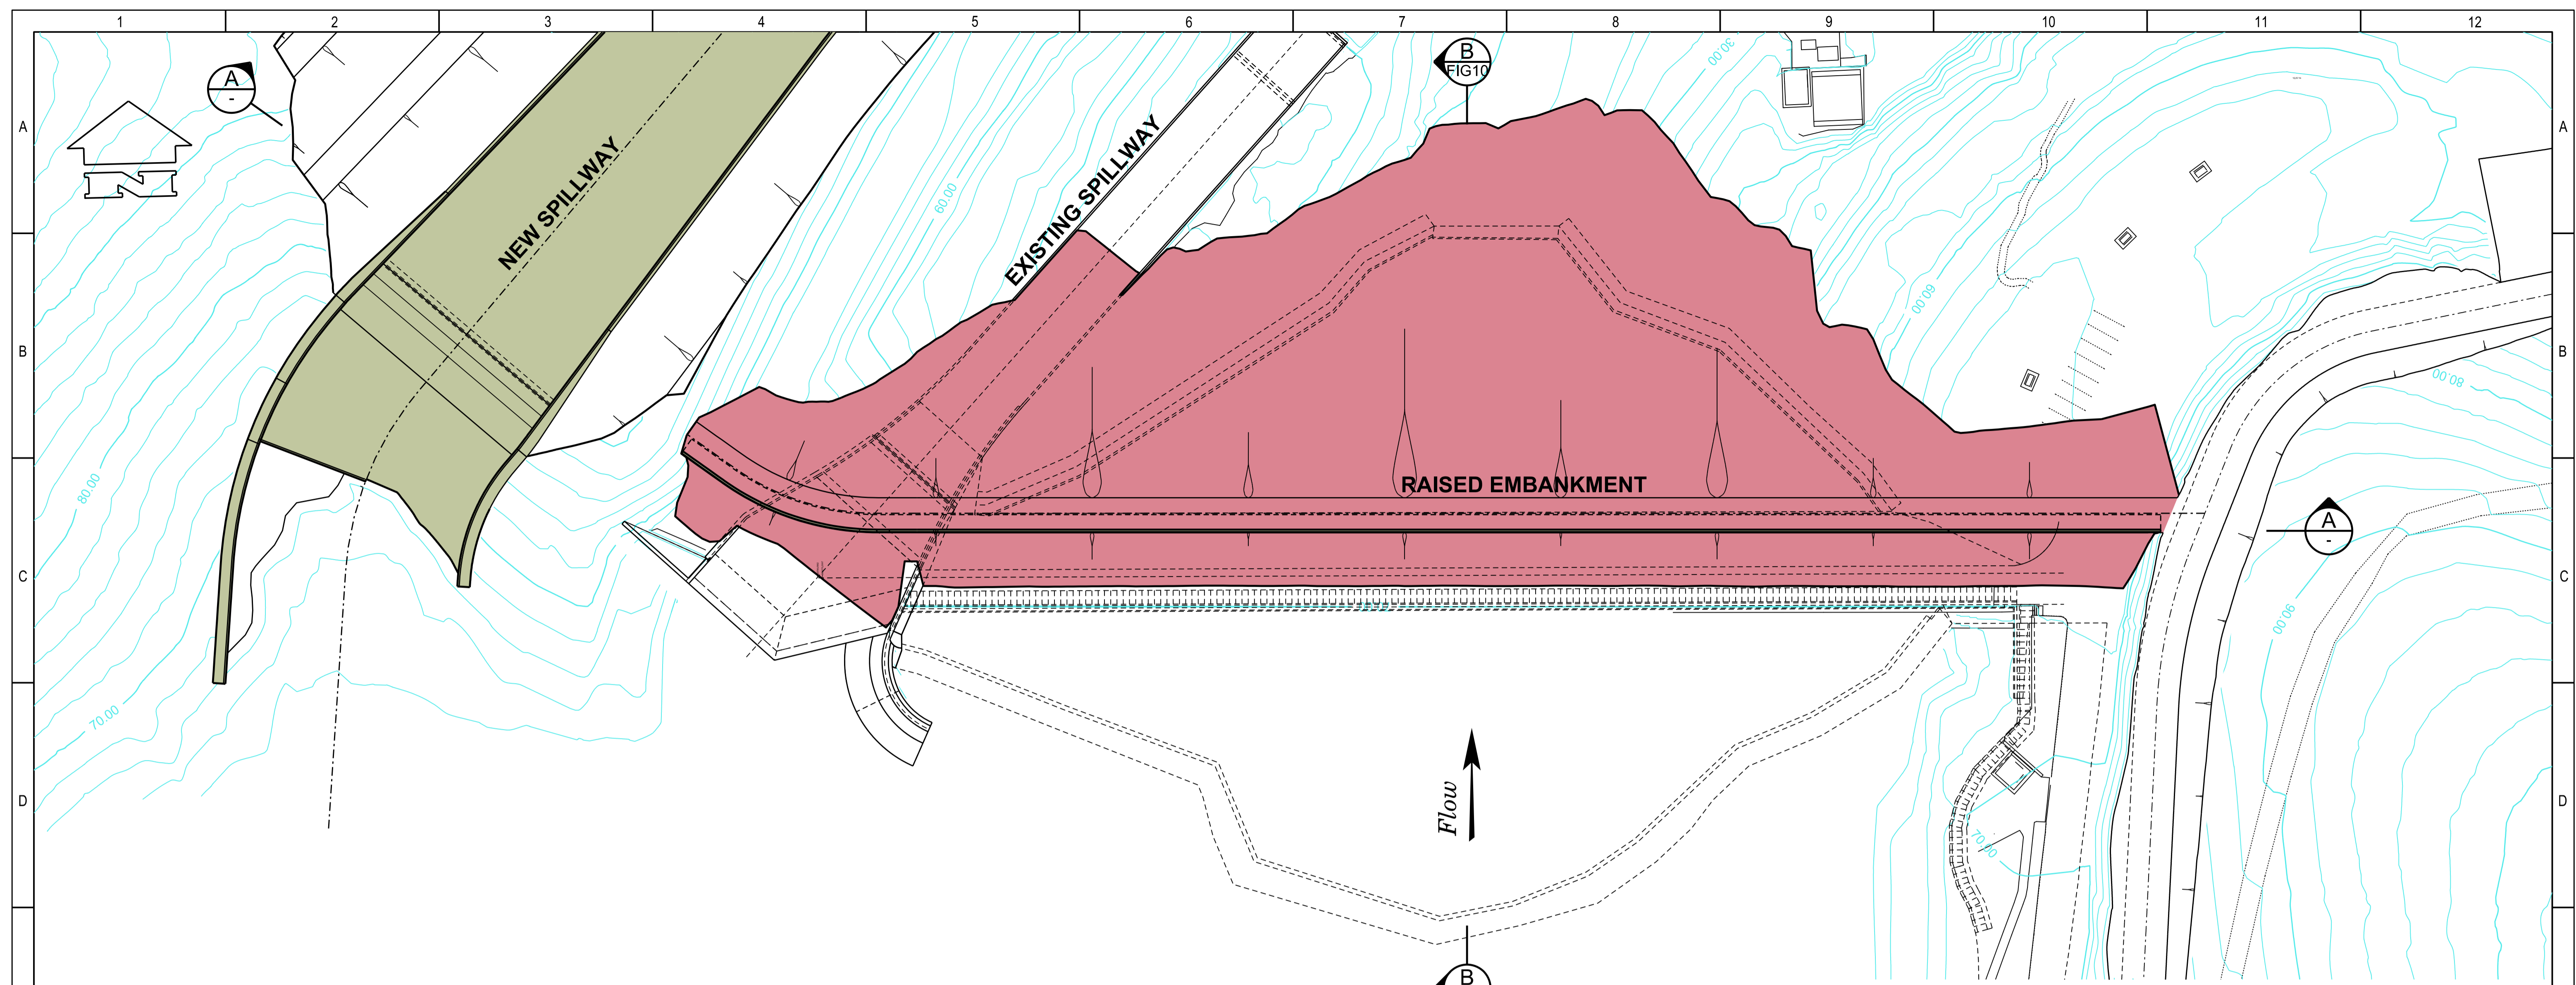 1 2 3 4 5 6 7 8 9 10 11 12
A
-
B
FIG10
30.00
A
A
N
NEW SPILLWAY
EXISTING SPILLWAY
60.00
60.00
B
B
80.00
80.00
RAISED EMBANKMENT
A
-
C
C
90.00
70.00
Flow
70.00
D
D
B